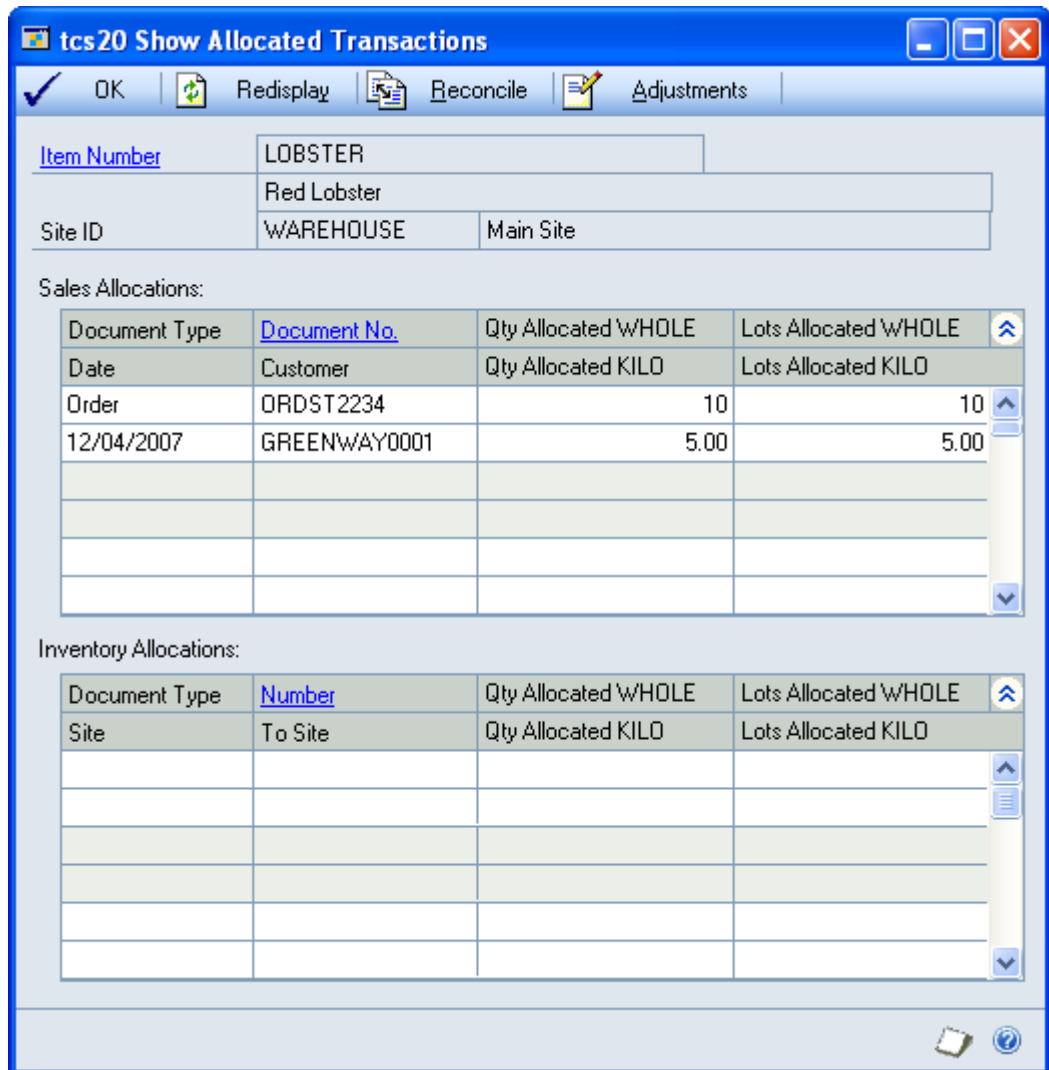 tcs20 Show Allocated Transactions
OK Redisplay Reconcile Adjustments
Item Number LOBSTER
Red Lobster
Site ID WAREHOUSE Main Site
Sales Allocations:
Document Type Document No. Qty Allocated WHOLE Lots Allocated WHOLE
Date Customer Qty Allocated KILO Lots Allocated KILO
Order ORDST2234 10 10
12/04/2007 GREENWAY0001 5.00 5.00
Inventory Allocations:
Document Type Number Qty Allocated WHOLE Lots Allocated WHOLE
Site To Site Qty Allocated KILO Lots Allocated KILO